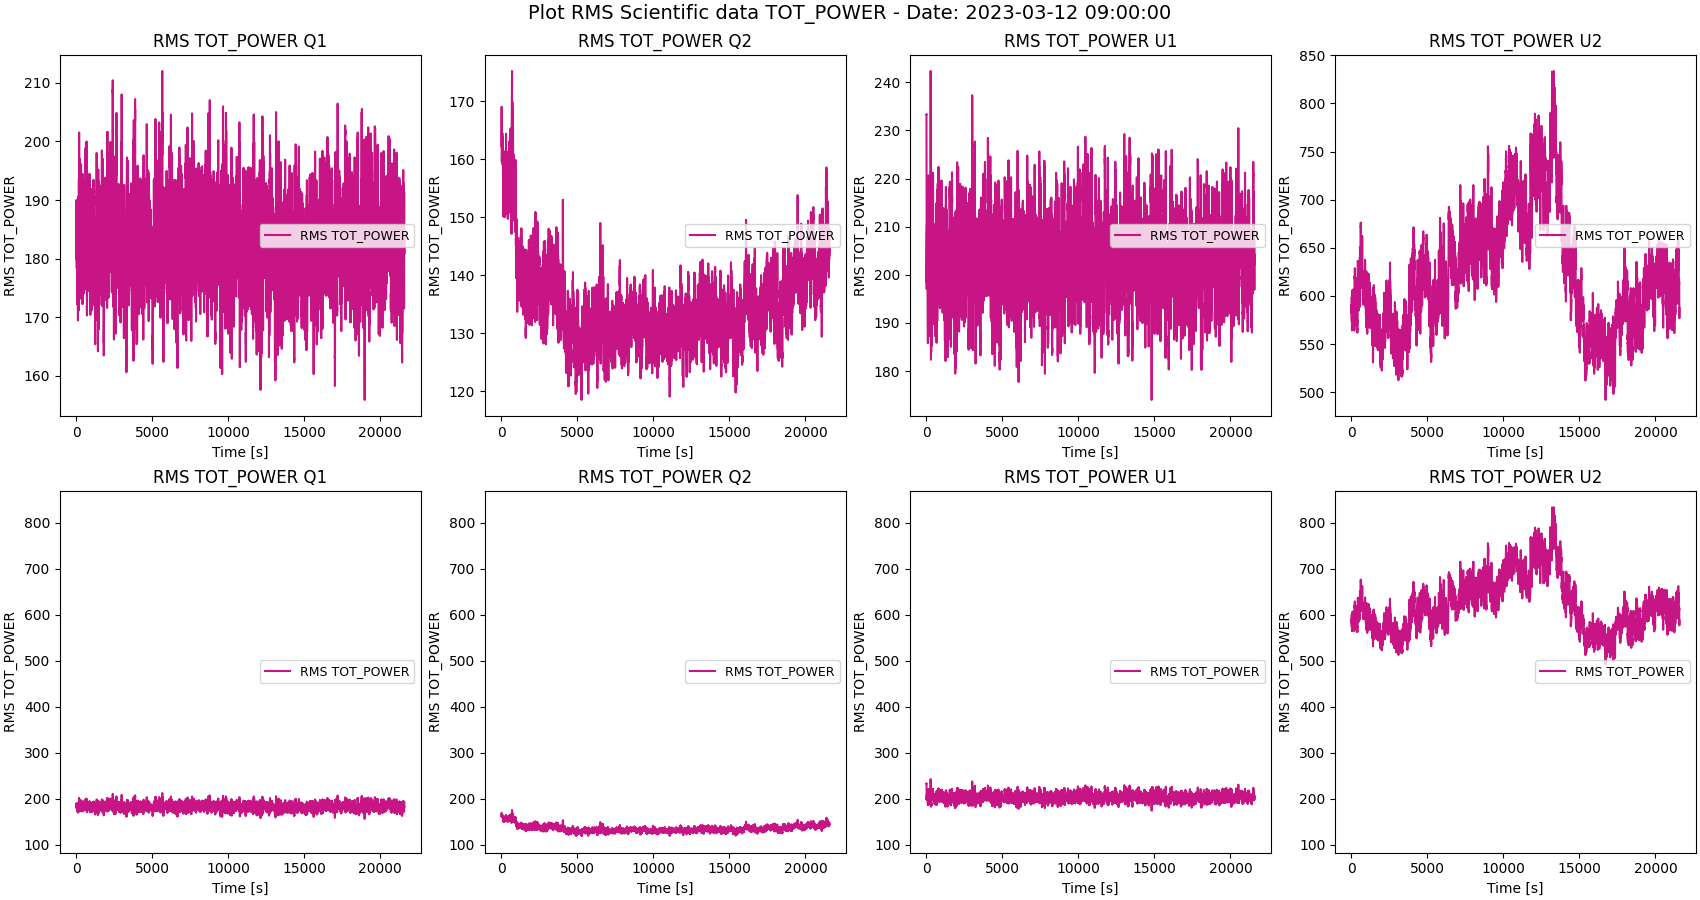 Plot RMS Scientific data TOT_POWER - Date: 2023-03-12 09:00:00
RMS TOT_POWER Q1
RMS TOT_POWER
210
200
190
180
170
160
RMS TOT_POWER
0 5000 10000 15000 20000
Time [s]
RMS TOT_POWER Q2
RMS TOT_POWER
170
160
150
140
130
120
RMS TOT_POWER
0 5000 10000 15000 20000
Time [s]
RMS TOT_POWER U1
RMS TOT_POWER
240
230
220
210
200
190
180
RMS TOT_POWER
0 5000 10000 15000 20000
Time [s]
RMS TOT_POWER U2
RMS TOT_POWER
850
800
750
700
650
600
550
500
RMS TOT_POWER
0 5000 10000 15000 20000
Time [s]
RMS TOT_POWER Q1
RMS TOT_POWER
800
700
600
500
400
300
200
100
RMS TOT_POWER
0 5000 10000 15000 20000
Time [s]
RMS TOT_POWER Q2
RMS TOT_POWER
800
700
600
500
400
300
200
100
RMS TOT_POWER
0 5000 10000 15000 20000
Time [s]
RMS TOT_POWER U1
RMS TOT_POWER
800
700
600
500
400
300
200
100
RMS TOT_POWER
0 5000 10000 15000 20000
Time [s]
RMS TOT_POWER U2
RMS TOT_POWER
800
700
600
500
400
300
200
100
RMS TOT_POWER
0 5000 10000 15000 20000
Time [s]